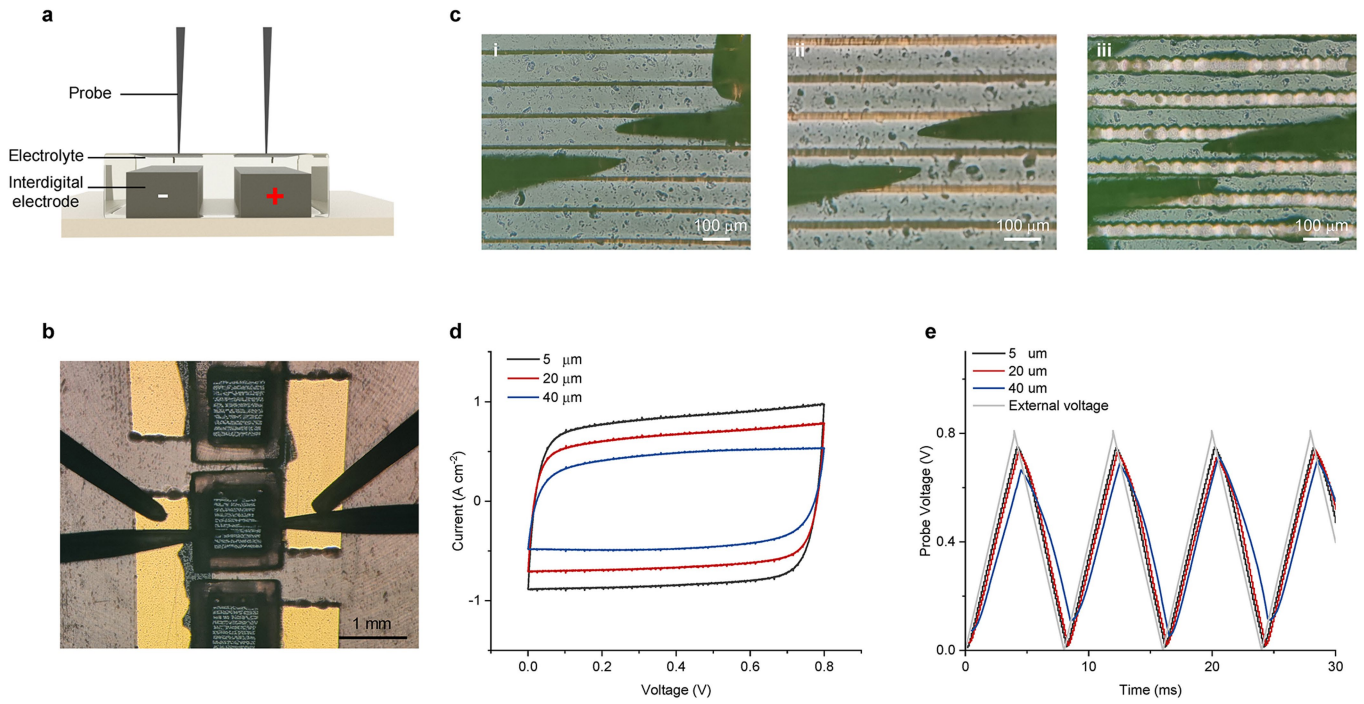 a
Probe
Electrolyte
Interdigital
electrode
-
+
b
1 mm
c
i
100 μm
ii
100 μm
iii
100 μm
d
5 μm
20 μm
40 μm
Current (A cm-2)
1
0
-1
0.0 0.2 0.4 0.6 0.8
Voltage (V)
e
5 um
20 um
40 um
External voltage
Probe Voltage (V)
0.8
0.4
0.0
0 10 20 30
Time (ms)